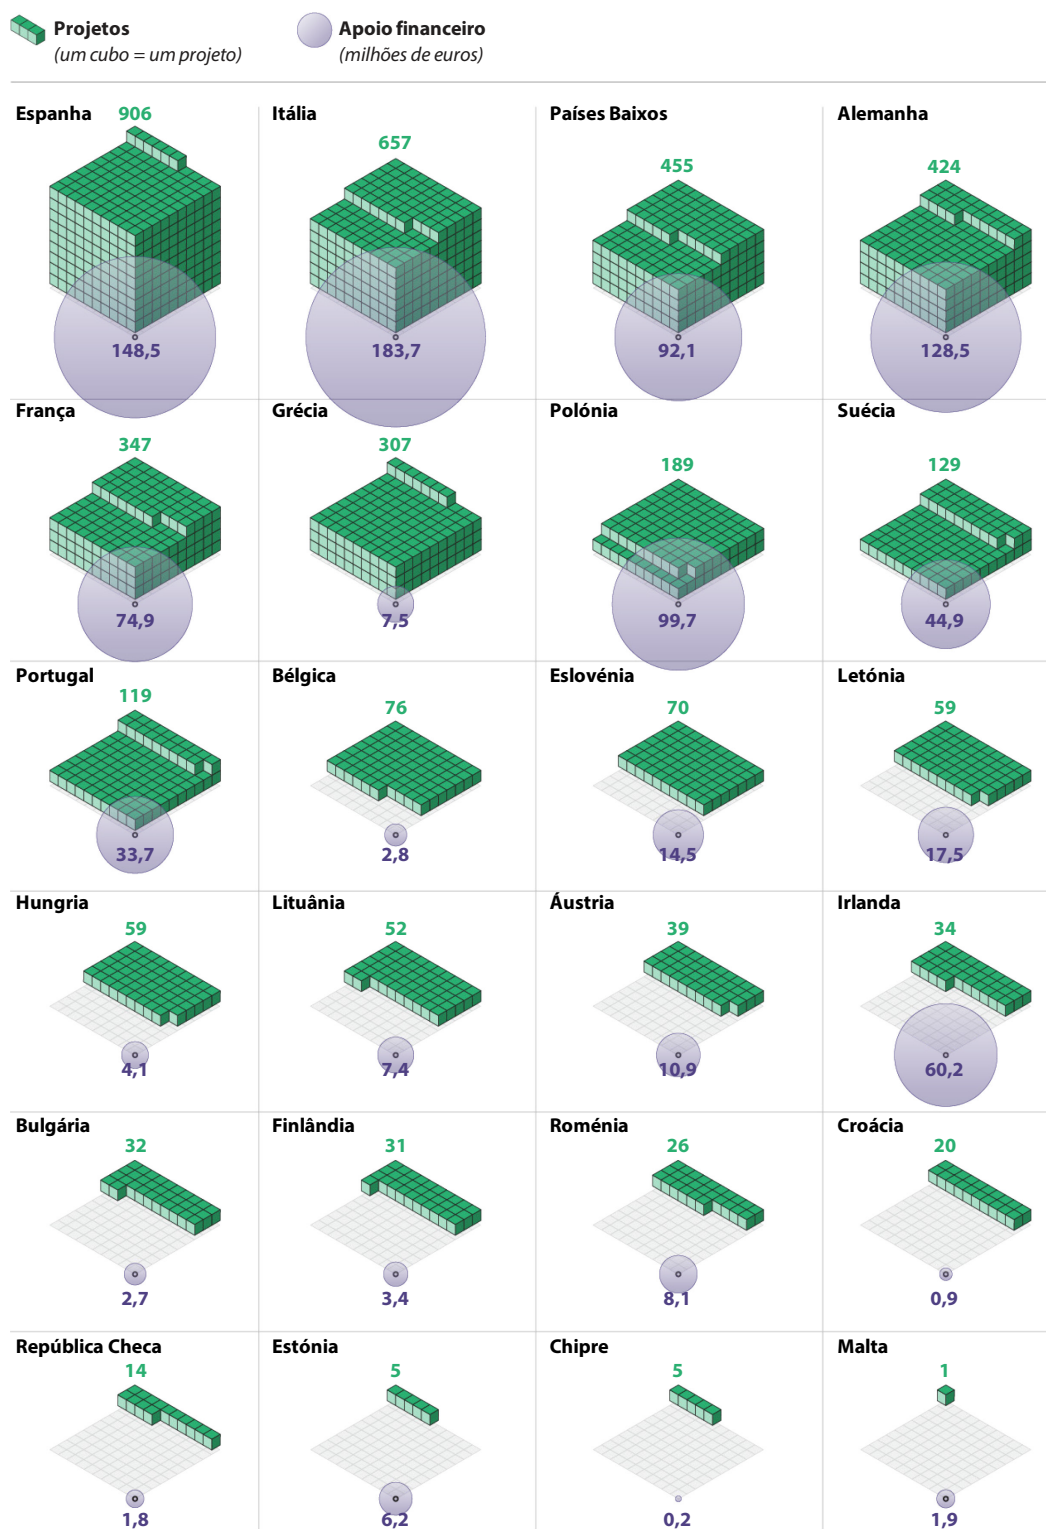 Projetos
(um cubo = um projeto)
Apoio financeiro
(milhões de euros)
Espanha
906
148,5
Itália
657
183,7
Países Baixos
455
92,1
Alemanha
424
128,5
França
347
74,9
Grécia
307
7,5
Polónia
189
99,7
Suécia
129
44,9
Portugal
119
33,7
Bélgica
76
2,8
Eslovénia
70
14,5
Letónia
59
17,5
Hungria
59
4,1
Lituânia
52
7,4
Áustria
39
10,9
Irlanda
34
60,2
Bulgária
32
2,7
Finlândia
31
3,4
Roménia
26
8,1
Croácia
20
0,9
República Checa
14
1,8
Estónia
5
6,2
Chipre
5
0,2
Malta
1
1,9